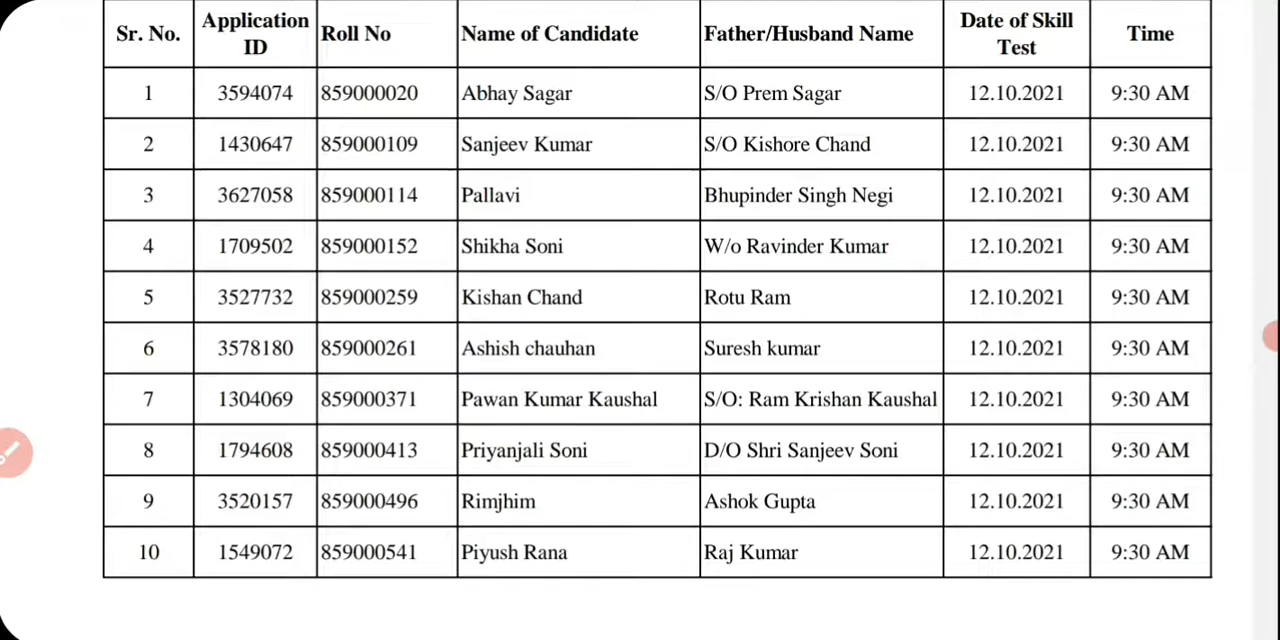 Sr. No. Application ID Roll No Name of Candidate Father/Husband Name Date of Skill Test Time
1 3594074 859000020 Abhay Sagar S/O Prem Sagar 12.10.2021 9:30 AM
2 1430647 859000109 Sanjeev Kumar S/O Kishore Chand 12.10.2021 9:30 AM
3 3627058 859000114 Pallavi Bhupinder Singh Negi 12.10.2021 9:30 AM
4 1709502 859000152 Shikha Soni W/o Ravinder Kumar 12.10.2021 9:30 AM
5 3527732 859000259 Kishan Chand Rotu Ram 12.10.2021 9:30 AM
6 3578180 859000261 Ashish chauhan Suresh kumar 12.10.2021 9:30 AM
7 1304069 859000371 Pawan Kumar Kaushal S/O: Ram Krishan Kaushal 12.10.2021 9:30 AM
8 1794608 859000413 Priyanjali Soni D/O Shri Sanjeev Soni 12.10.2021 9:30 AM
9 3520157 859000496 Rimjhim Ashok Gupta 12.10.2021 9:30 AM
10 1549072 859000541 Piyush Rana Raj Kumar 12.10.2021 9:30 AM